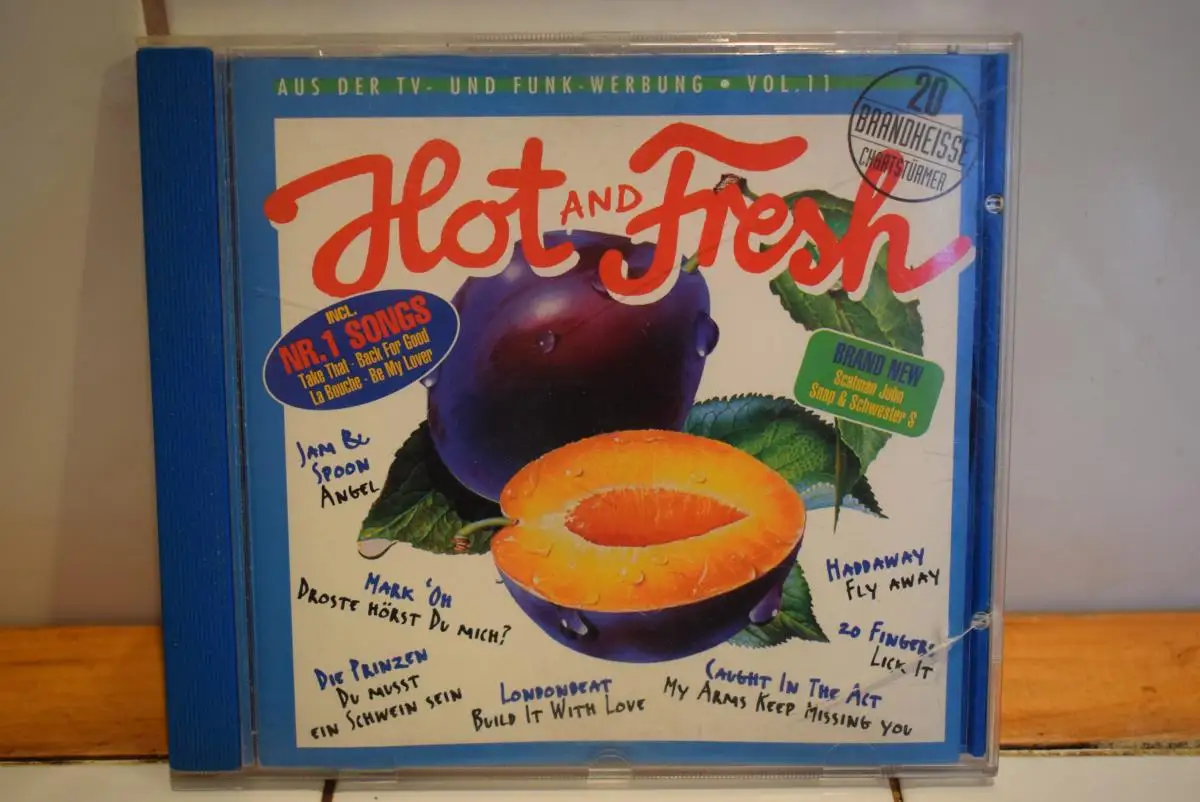 AUS DER TV- UND FUNK-WERBUNG • VOL. 11
20
BRANDHEISSE
CHARTSTÜRMER
Hot AND Fresh
INCL.
NR. 1 SONGS
Take That - Back For Good
La Bouche - Be My Lover
BRAND NEW
Scatman John
Snap & Schwester S
JAM &
SPOON
ANGEL
MARK 'OH
DROSTE HÖRST DU MICH?
DIE PRINZEN
DU MUSST
EIN SCHWEIN SEIN
LONDONBEAT
BUILD IT WITH LOVE
CAUGHT IN THE ACT
MY ARMS KEEP MISSING YOU
HADDAWAY
FLY AWAY
20 FINGERS
LICK IT